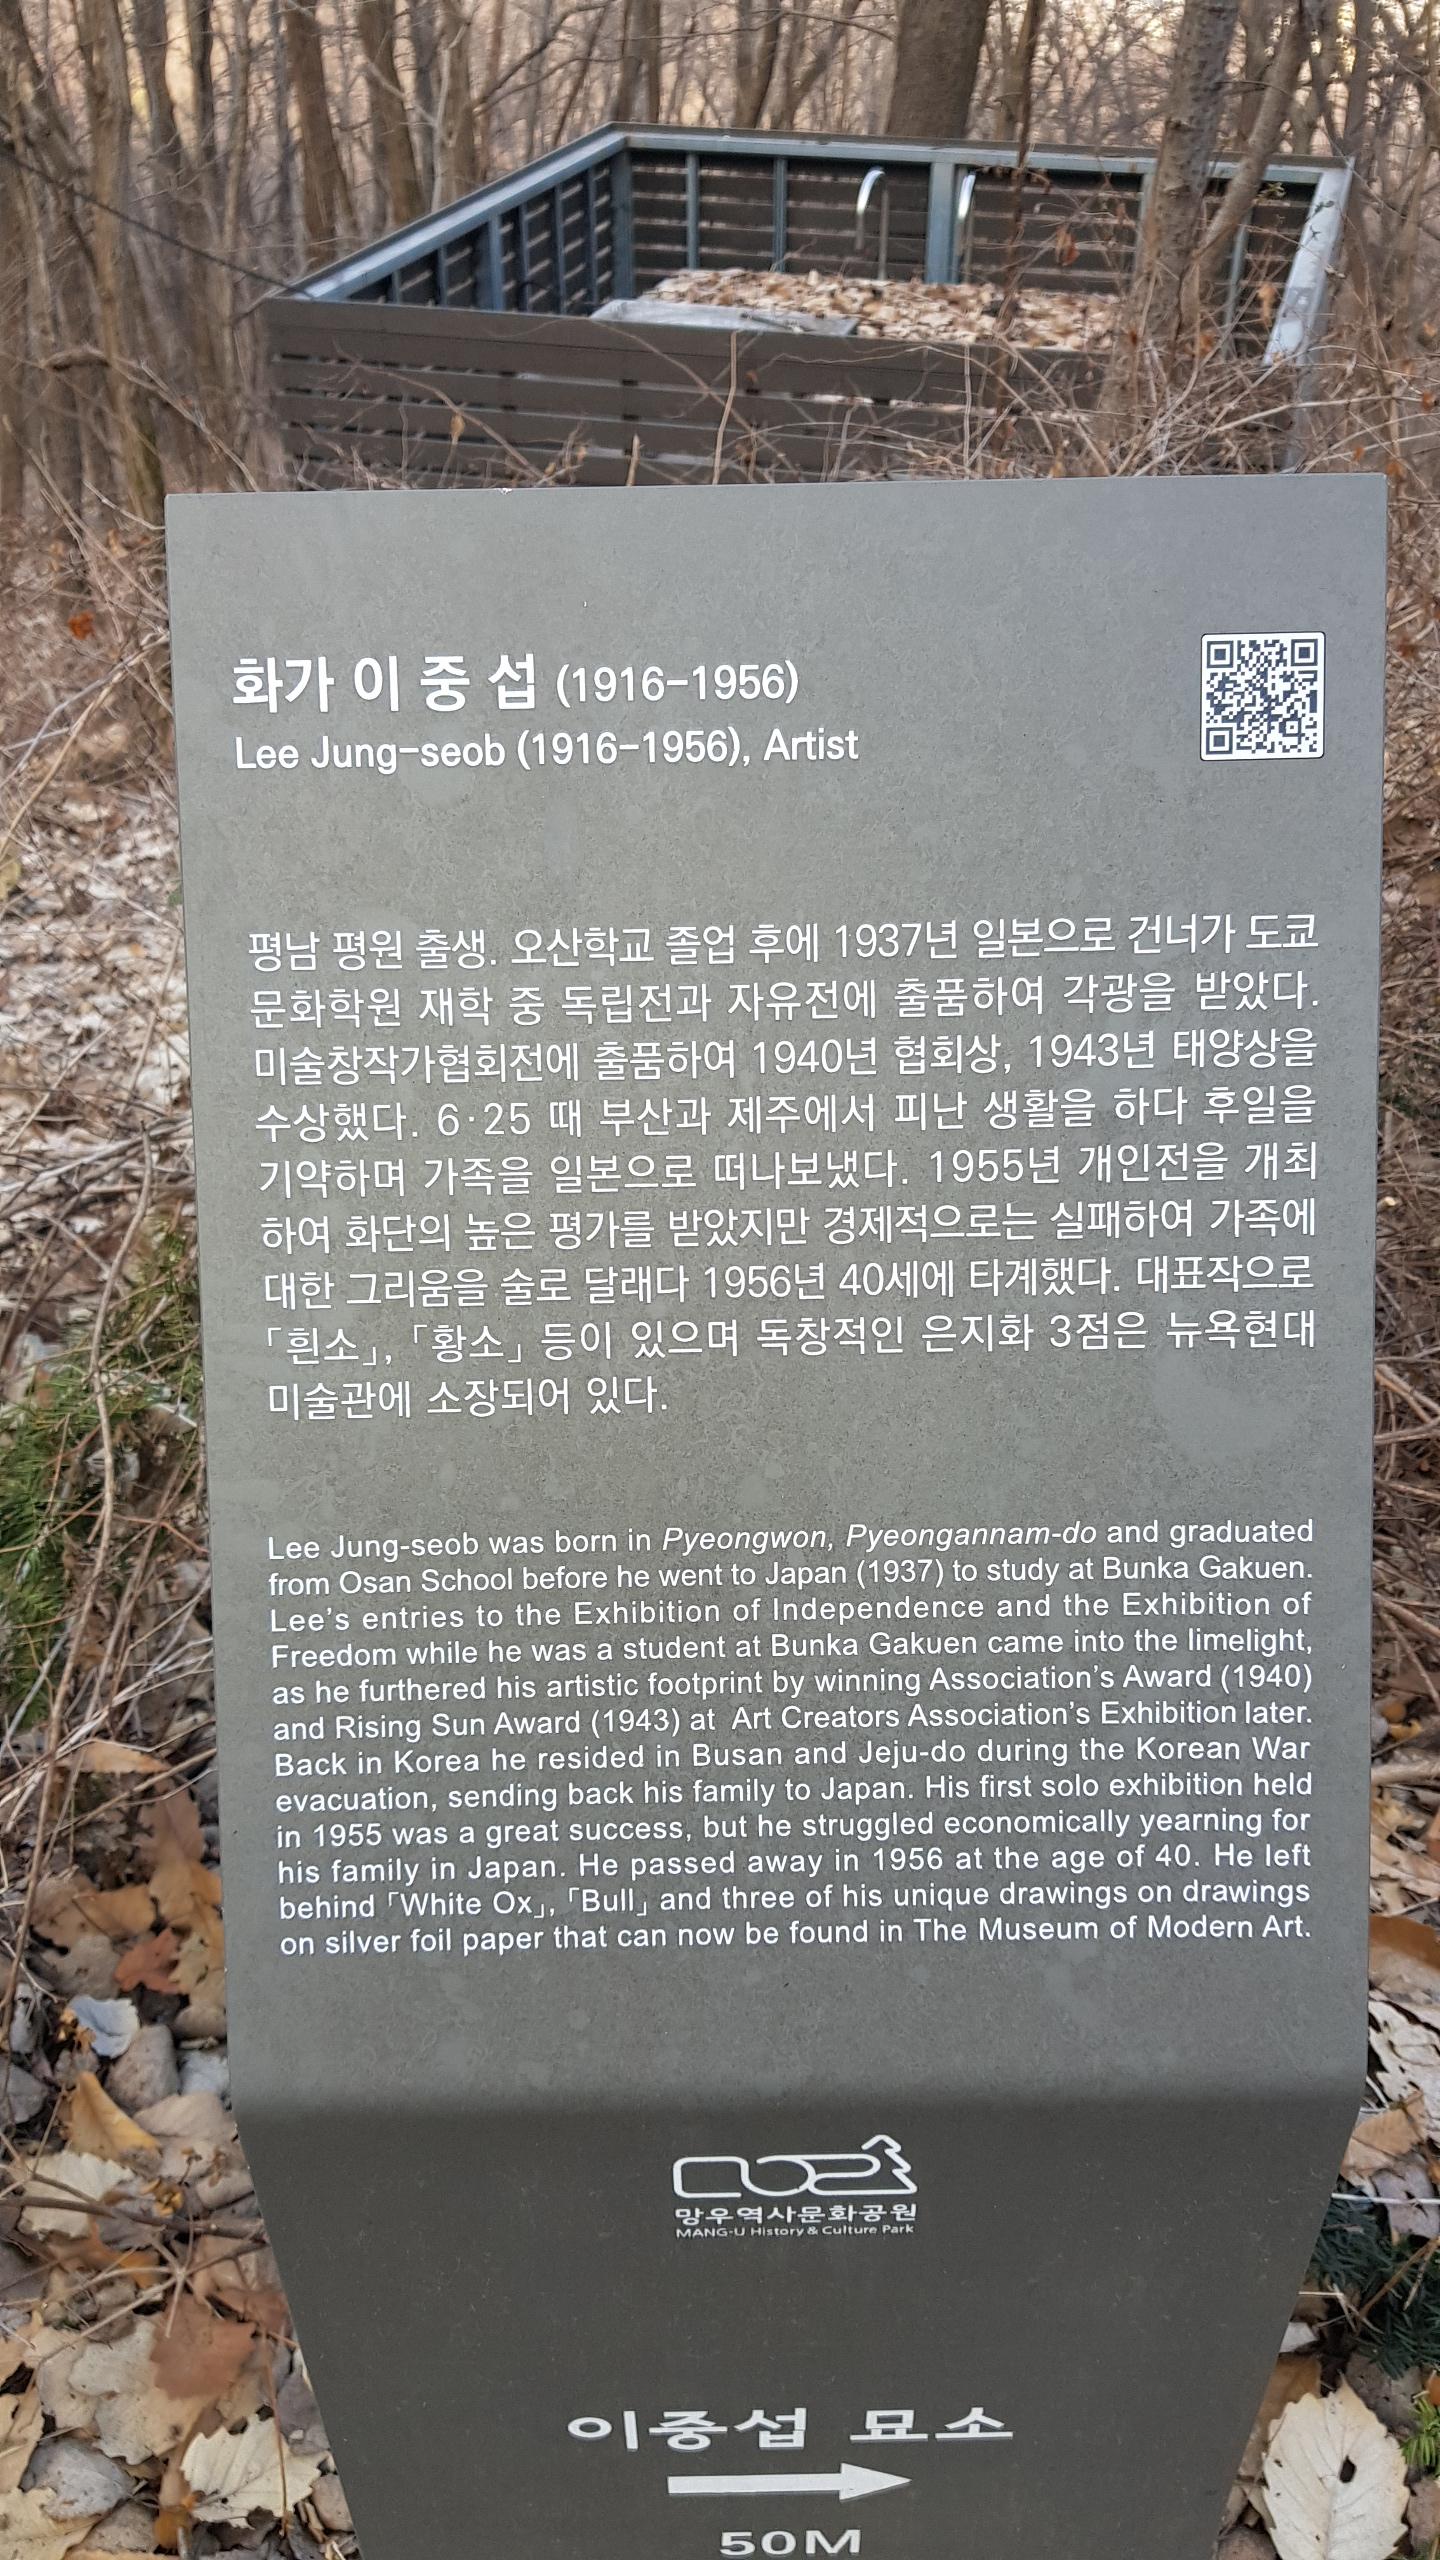 화가 이 중 섭 (1916-1956)
Lee Jung-seob (1916-1956), Artist
평남 평원 출생. 오산학교 졸업 후에 1937년 일본으로 건너가 도쿄
문화학원 재학 중 독립전과 자유전에 출품하여 각광을 받았다.
미술창작가협회전에 출품하여 1940년 협회상, 1943년 태양상을
수상했다. 6·25 때 부산과 제주에서 피난 생활을 하다 후일을
기약하며 가족을 일본으로 떠나보냈다. 1955년 개인전을 개최
하여 화단의 높은 평가를 받았지만 경제적으로는 실패하여 가족에
대한 그리움을 술로 달래다 1956년 40세에 타계했다. 대표작으로
「흰소」, 「황소」 등이 있으며 독창적인 은지화 3점은 뉴욕현대
미술관에 소장되어 있다.
Lee Jung-seob was born in Pyeongwon, Pyeongannam-do and graduated
from Osan School before he went to Japan (1937) to study at Bunka Gakuen.
Lee's entries to the Exhibition of Independence and the Exhibition of
Freedom while he was a student at Bunka Gakuen came into the limelight,
as he furthered his artistic footprint by winning Association's Award (1940)
and Rising Sun Award (1943) at Art Creators Association's Exhibition later.
Back in Korea he resided in Busan and Jeju-do during the Korean War
evacuation, sending back his family to Japan. His first solo exhibition held
in 1955 was a great success, but he struggled economically yearning for
his family in Japan. He passed away in 1956 at the age of 40. He left
behind「White Ox」,「Bull」and three of his unique drawings on drawings
on silver foil paper that can now be found in The Museum of Modern Art.
망우역사문화공원
MANG-U History & Culture Park
이중섭 묘소
50M